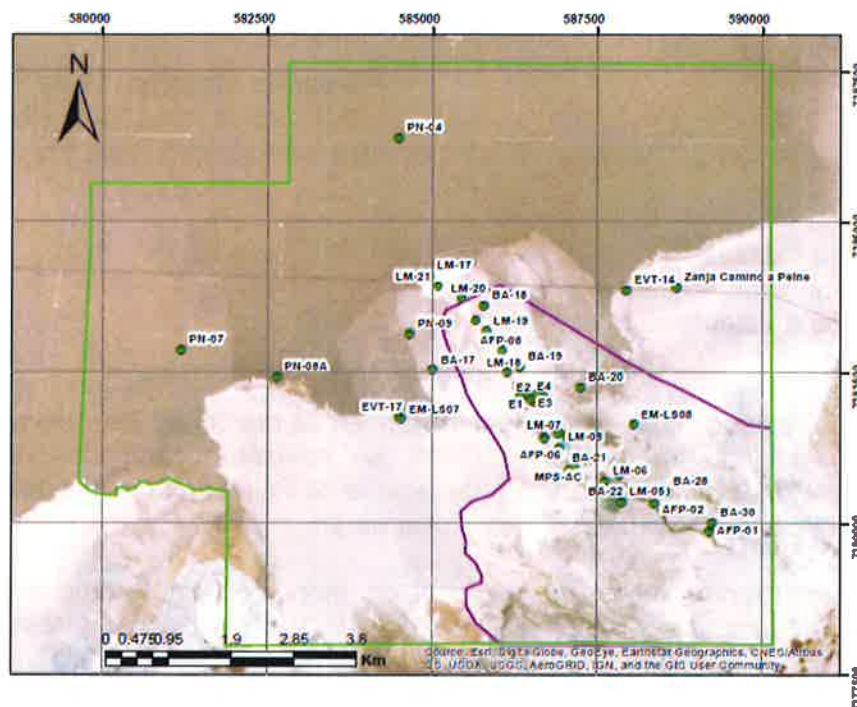 580000 582500 585000 587500 590000
N
PN-04
LM-17
LM-21
EVT-14 Zanja Camino a Peine
LM-20
BA-18
PN-09
LM-19
PN-07
AFP-08
BA-17
BA-19
LM-18
PN-08A
BA-20
E2 E4
E1 E3
EVT-17 EM-LS07
EM-LS08
LM-07
LM-08
AFP-06
BA-21
MPS-AC
LM-06
BA-28
BA-22 LM-05
AFP-02
BA-30
AFP-01
0 0.475 0.95 1.9 2.85 3.8
Km
Source: Esri, DigitalGlobe, GeoEye, Earthstar Geographics, CNES/Airbus
DS, USDA, USGS, AeroGRID, IGN, and the GIS User Community